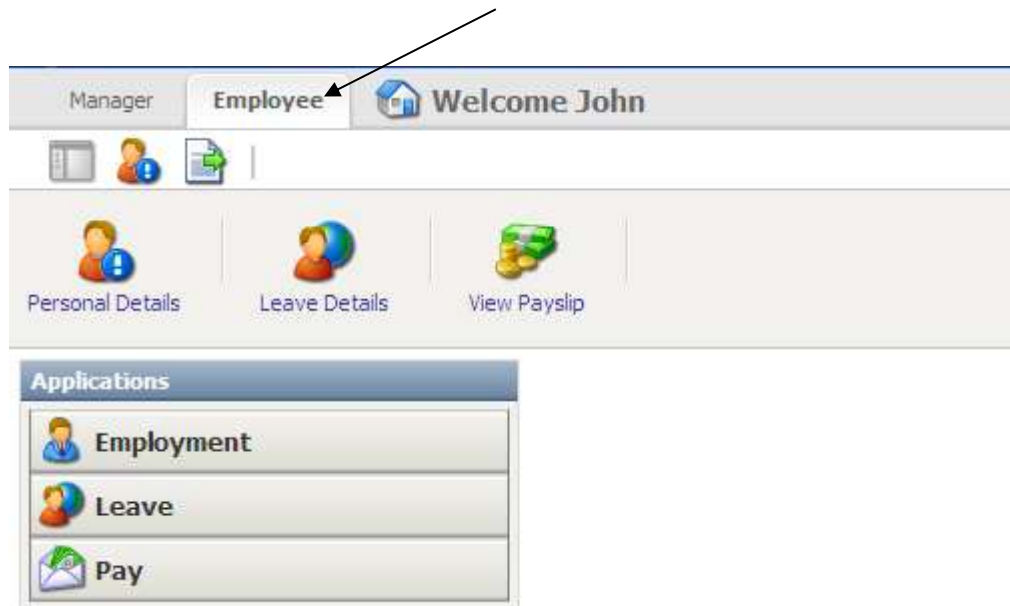 Manager Employee Welcome John
Personal Details Leave Details View Payslip
Applications
Employment
Leave
Pay